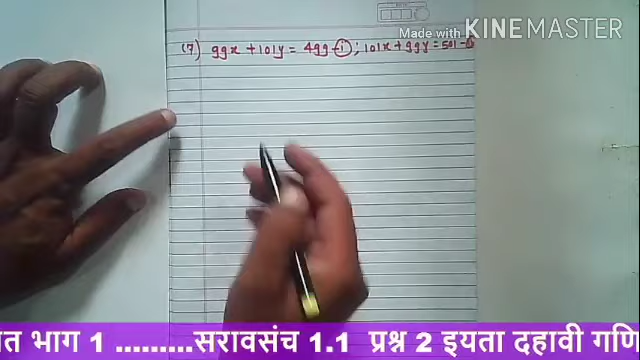 Made with KINEMASTER
(7) 99x + 101y = 499 - ① ; 101x + 99y = 501 -
त भाग 1 .........सरावसंच 1.1 प्रश्न 2 इयता दहावी गणि